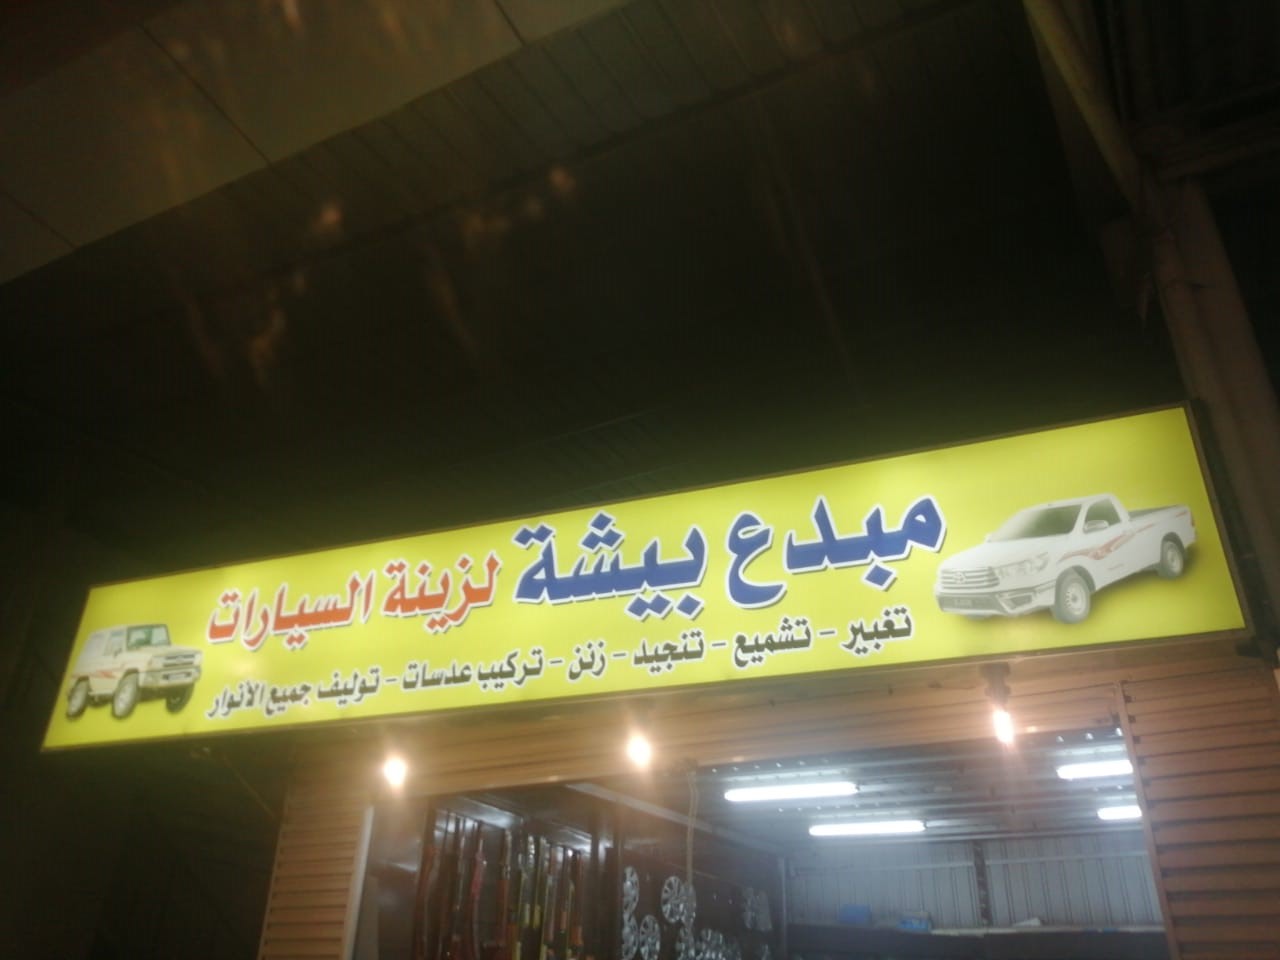 مبدع بيشة لزينة السيارات
تغبير - تشميع - تنجيد - زنن - تركيب عدسات - توليف جميع الأنوار